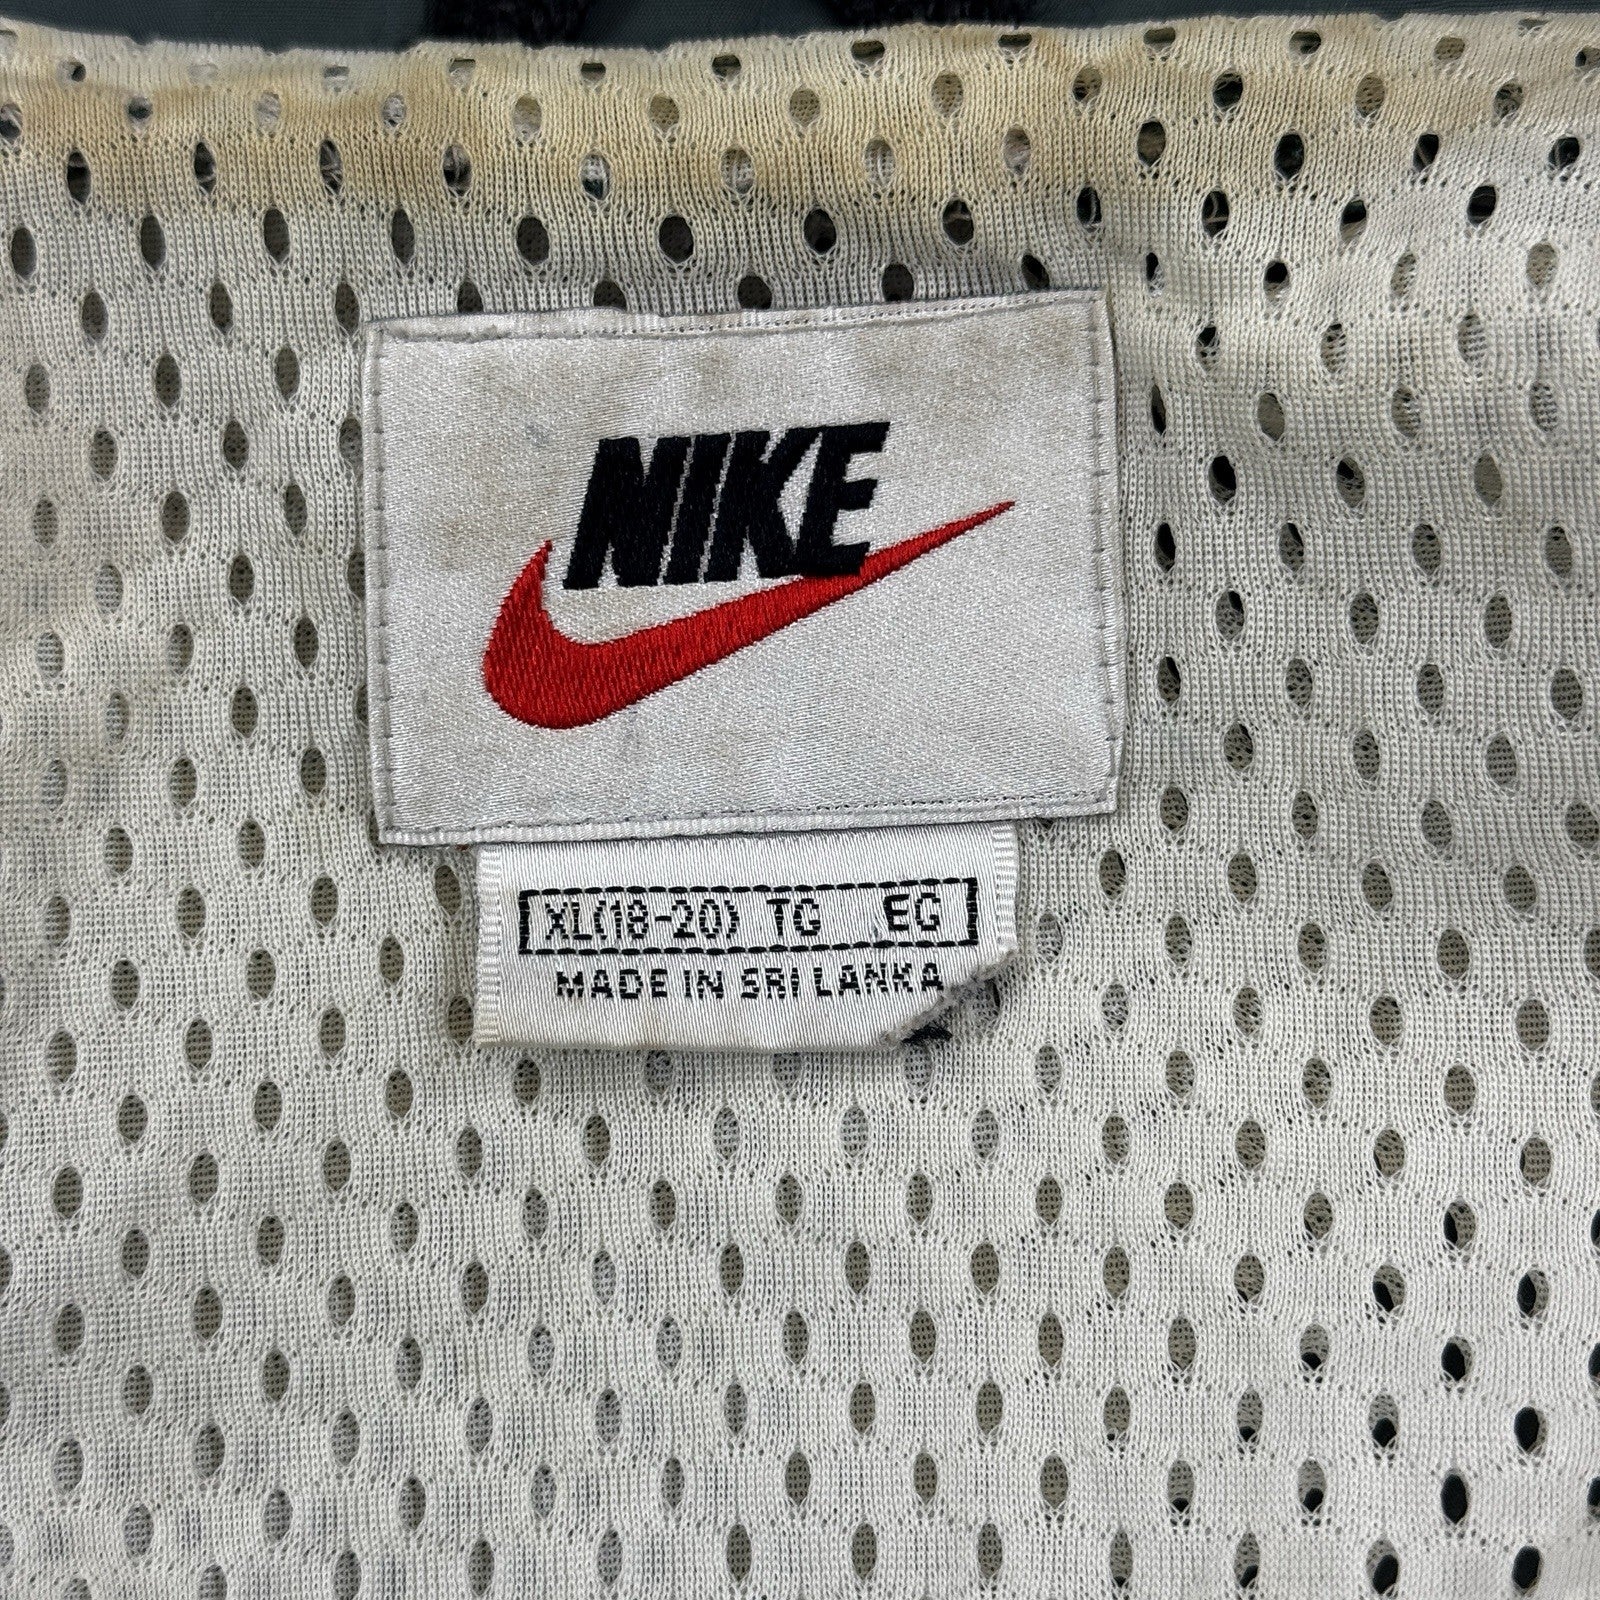 NIKE
XL(18-20) TG EG
MADE IN SRI LANKA